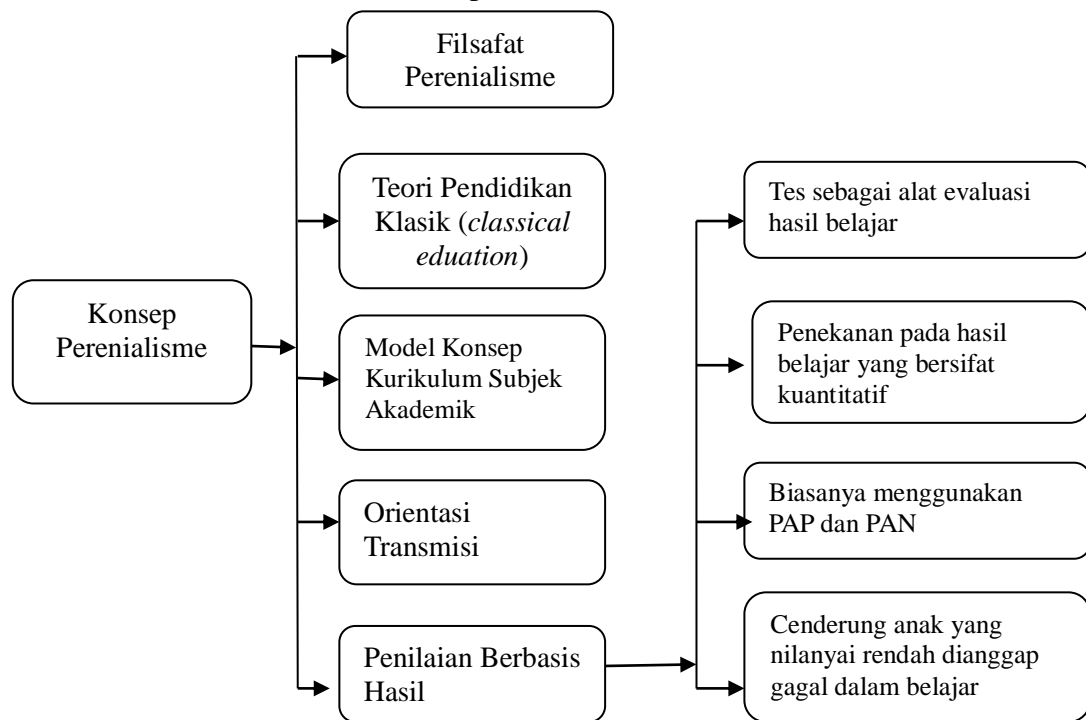 Filsafat
Perenialisme
Teori Pendidikan
Klasik (classical
eduation)
Konsep
Perenialisme
Model Konsep
Kurikulum Subjek
Akademik
Orientasi
Transmisi
Penilaian Berbasis
Hasil
Tes sebagai alat evaluasi
hasil belajar
Penekanan pada hasil
belajar yang bersifat
kuantitatif
Biasanya menggunakan
PAP dan PAN
Cenderung anak yang
nilanyai rendah dianggap
gagal dalam belajar